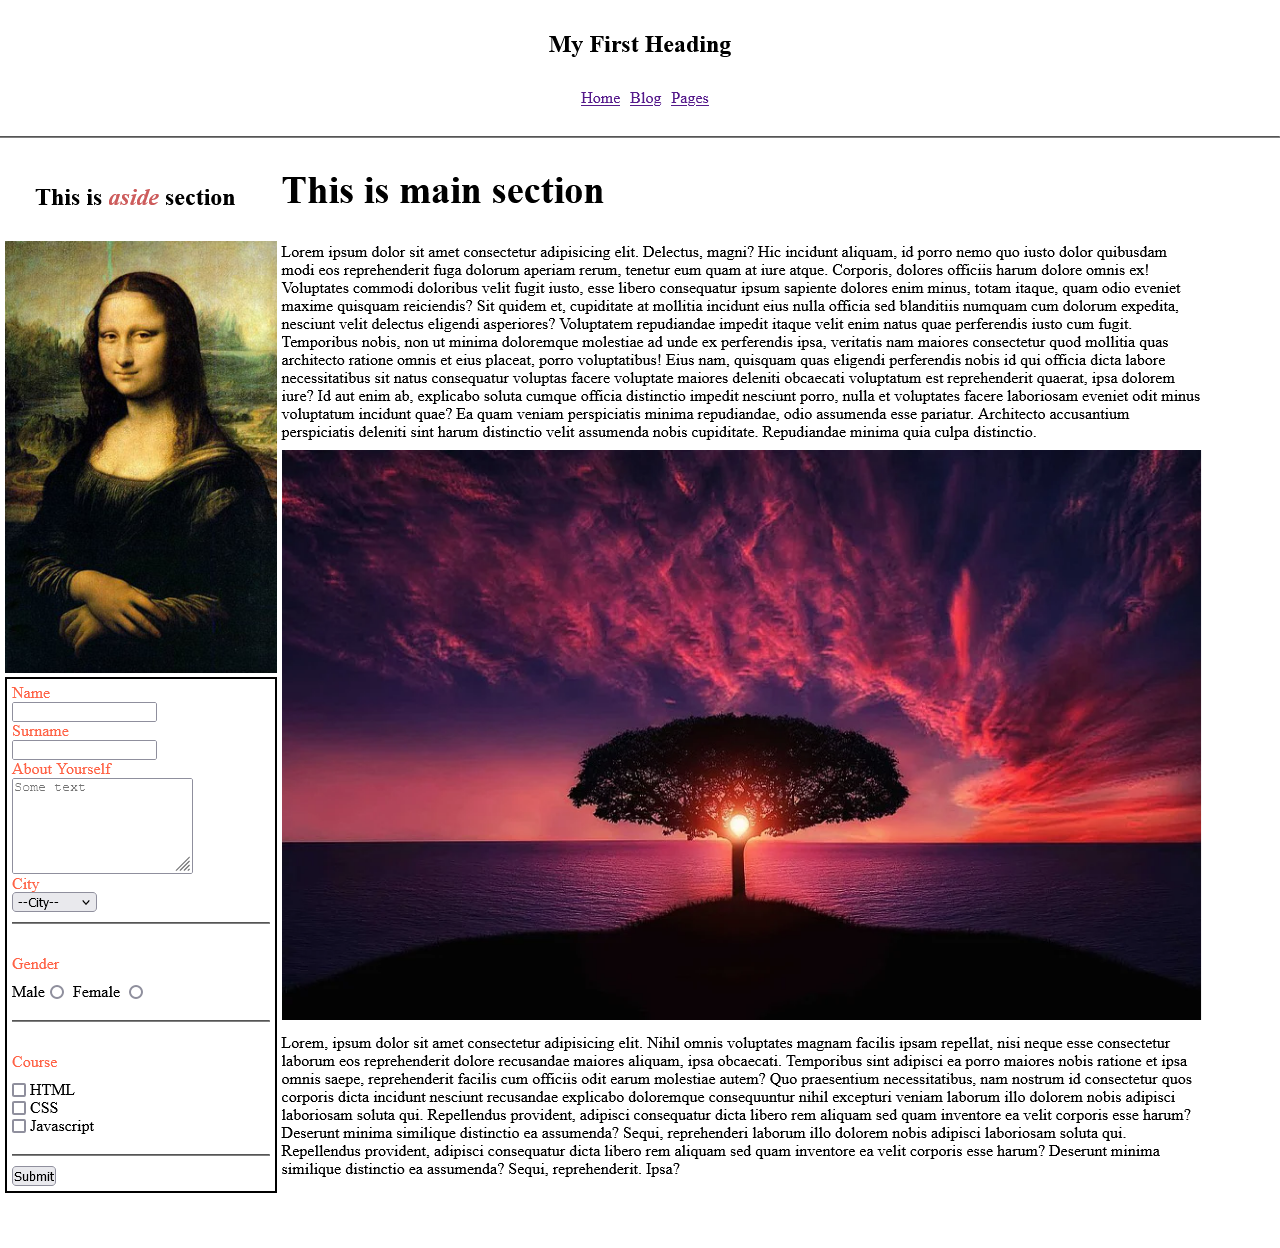 My First Heading
Home Blog Pages
This is aside section
Name
Surname
About Yourself
Some text
City
--City--
Gender
Male Female
Course
HTML
CSS
Javascript
Submit
This is main section
Lorem ipsum dolor sit amet consectetur adipisicing elit. Delectus, magni? Hic incidunt aliquam, id porro nemo quo iusto dolor quibusdam
modi eos reprehenderit fuga dolorum aperiam rerum, tenetur eum quam at iure atque. Corporis, dolores officiis harum dolore omnis ex!
Voluptates commodi doloribus velit fugit iusto, esse libero consequatur ipsum sapiente dolores enim minus, totam itaque, quam odio eveniet
maxime quisquam reiciendis? Sit quidem et, cupiditate at mollitia incidunt eius nulla officia sed blanditiis numquam cum dolorum expedita,
nesciunt velit delectus eligendi asperiores? Voluptatem repudiandae impedit itaque velit enim natus quae perferendis iusto cum fugit.
Temporibus nobis, non ut minima doloremque molestiae ad unde ex perferendis ipsa, veritatis nam maiores consectetur quod mollitia quas
architecto ratione omnis et eius placeat, porro voluptatibus! Eius nam, quisquam quas eligendi perferendis nobis id qui officia dicta labore
necessitatibus sit natus consequatur voluptas facere voluptate maiores deleniti obcaecati voluptatum est reprehenderit quaerat, ipsa dolorem
iure? Id aut enim ab, explicabo soluta cumque officia distinctio impedit nesciunt porro, nulla et voluptates facere laboriosam eveniet odit minus
voluptatum incidunt quae? Ea quam veniam perspiciatis minima repudiandae, odio assumenda esse pariatur. Architecto accusantium
perspiciatis deleniti sint harum distinctio velit assumenda nobis cupiditate. Repudiandae minima quia culpa distinctio.
Lorem, ipsum dolor sit amet consectetur adipisicing elit. Nihil omnis voluptates magnam facilis ipsam repellat, nisi neque esse consectetur
laborum eos reprehenderit dolore recusandae maiores aliquam, ipsa obcaecati. Temporibus sint adipisci ea porro maiores nobis ratione et ipsa
omnis saepe, reprehenderit facilis cum officiis odit earum molestiae autem? Quo praesentium necessitatibus, nam nostrum id consectetur quos
corporis dicta incidunt nesciunt recusandae explicabo doloremque consequuntur nihil excepturi veniam laborum illo dolorem nobis adipisci
laboriosam soluta qui. Repellendus provident, adipisci consequatur dicta libero rem aliquam sed quam inventore ea velit corporis esse harum?
Deserunt minima similique distinctio ea assumenda? Sequi, reprehenderi laborum illo dolorem nobis adipisci laboriosam soluta qui.
Repellendus provident, adipisci consequatur dicta libero rem aliquam sed quam inventore ea velit corporis esse harum? Deserunt minima
similique distinctio ea assumenda? Sequi, reprehenderit. Ipsa?